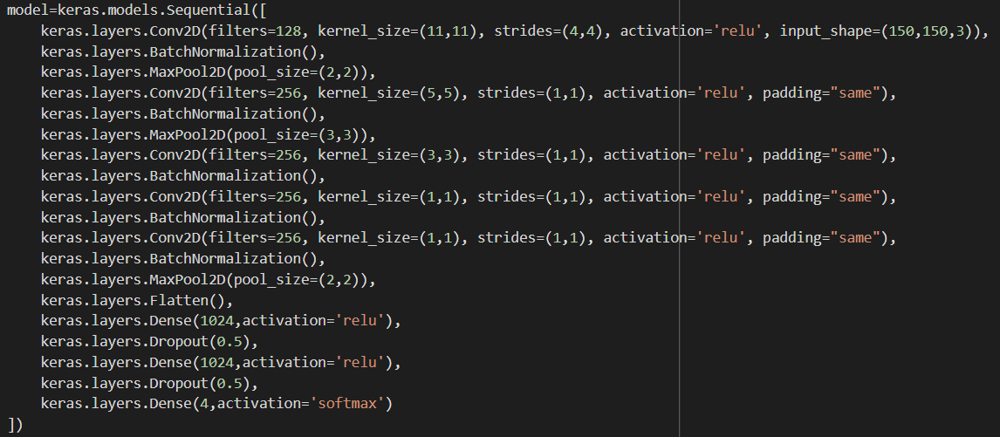 model=keras.models.Sequential([
    keras.layers.Conv2D(filters=128, kernel_size=(11,11), strides=(4,4), activation='relu', input_shape=(150,150,3)),
    keras.layers.BatchNormalization(),
    keras.layers.MaxPool2D(pool_size=(2,2)),
    keras.layers.Conv2D(filters=256, kernel_size=(5,5), strides=(1,1), activation='relu', padding="same"),
    keras.layers.BatchNormalization(),
    keras.layers.MaxPool2D(pool_size=(3,3)),
    keras.layers.Conv2D(filters=256, kernel_size=(3,3), strides=(1,1), activation='relu', padding="same"),
    keras.layers.BatchNormalization(),
    keras.layers.Conv2D(filters=256, kernel_size=(1,1), strides=(1,1), activation='relu', padding="same"),
    keras.layers.BatchNormalization(),
    keras.layers.Conv2D(filters=256, kernel_size=(1,1), strides=(1,1), activation='relu', padding="same"),
    keras.layers.BatchNormalization(),
    keras.layers.MaxPool2D(pool_size=(2,2)),
    keras.layers.Flatten(),
    keras.layers.Dense(1024,activation='relu'),
    keras.layers.Dropout(0.5),
    keras.layers.Dense(1024,activation='relu'),
    keras.layers.Dropout(0.5),
    keras.layers.Dense(4,activation='softmax')
])